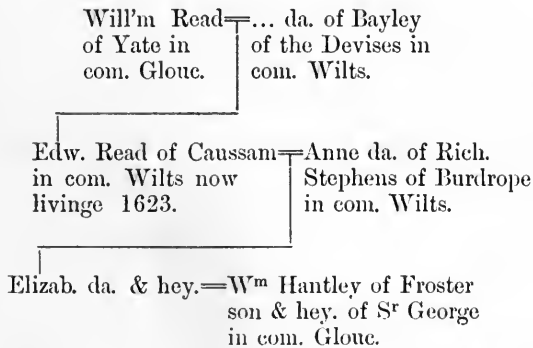 Will'm Read=... da. of Bayley
of Yate in of the Devises in
com. Glouc. com. Wilts.
Edw. Read of Caussam=Anne da. of Rich.
in com. Wilts now Stephens of Burdrope
livinge 1623. in com. Wilts.
Elizab. da. & hey.=Wm Hantley of Froster
son & hey. of Sr George
in com. Glouc.